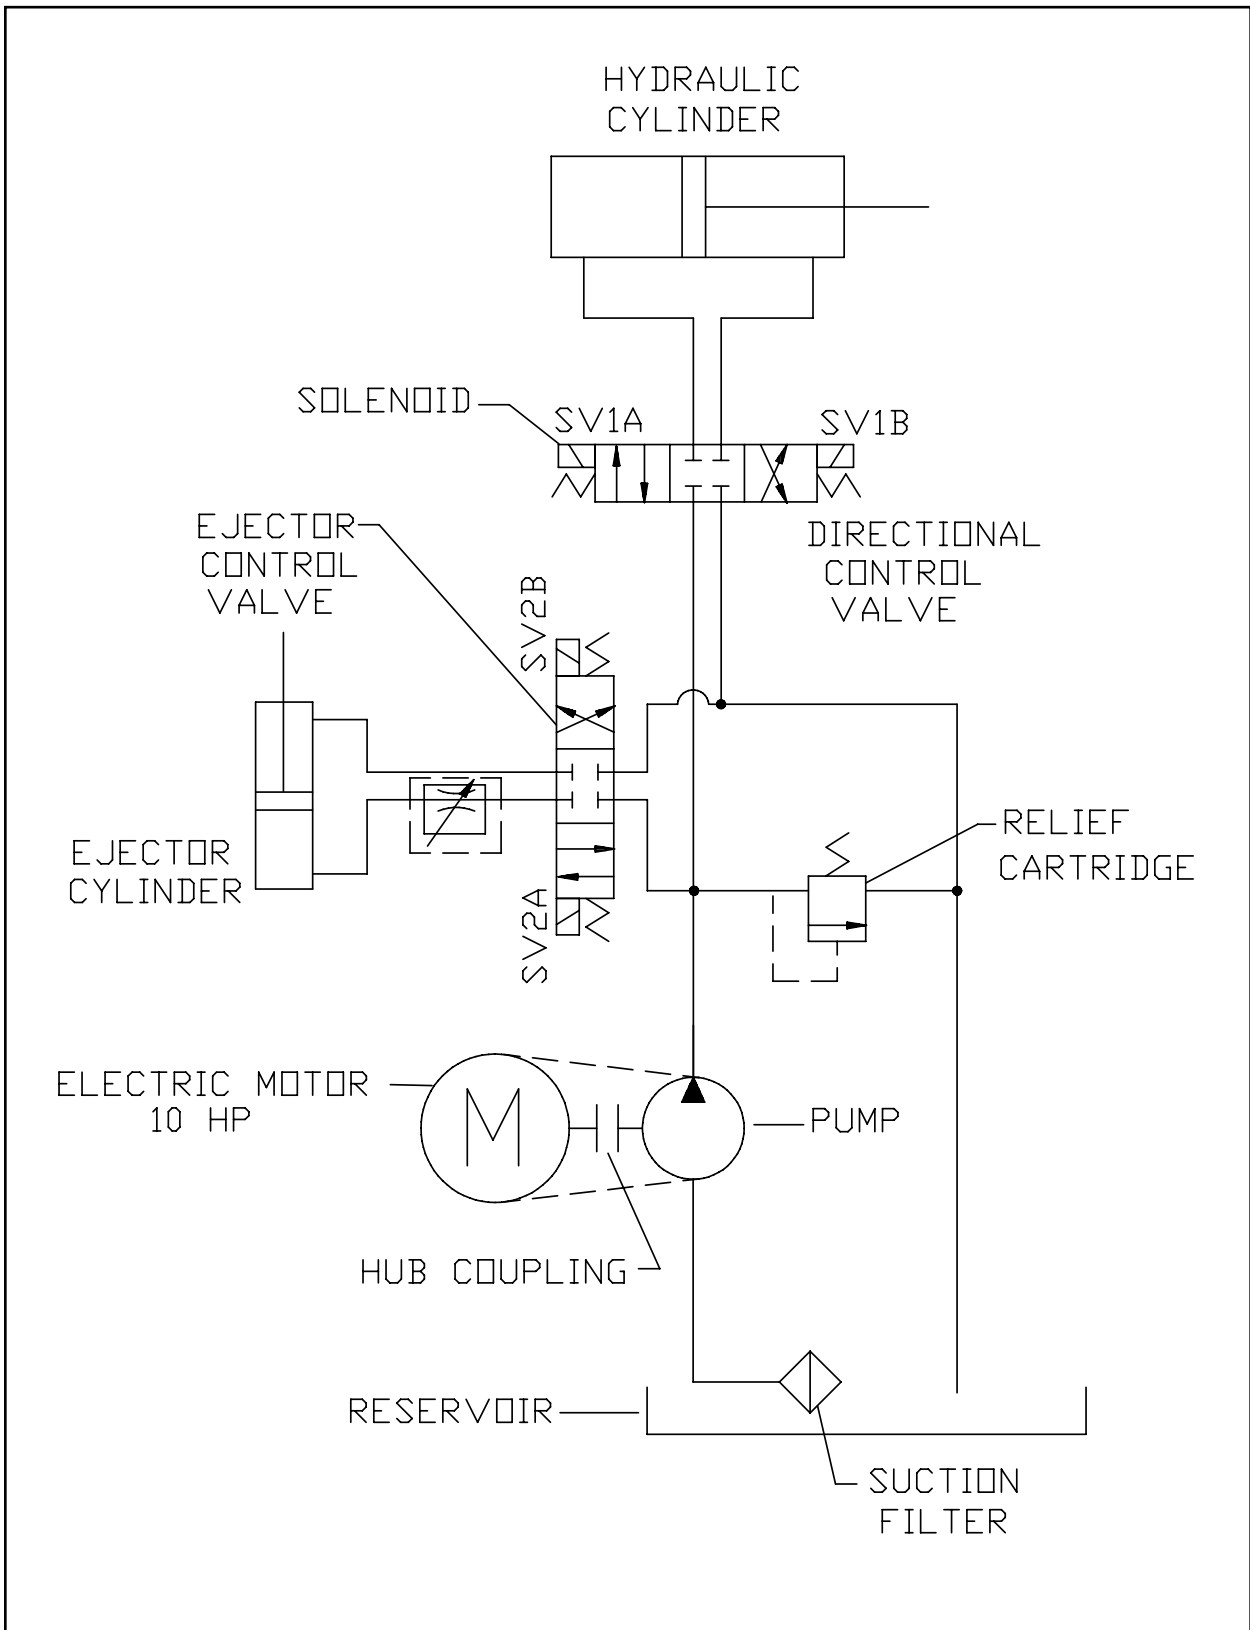 HYDRAULIC
CYLINDER
SOLENOID
SV1A
SV1B
EJECTOR
CONTROL
VALVE
DIRECTIONAL
CONTROL
VALVE
SV2B
EJECTOR
CYLINDER
SV2A
RELIEF
CARTRIDGE
ELECTRIC MOTOR
10 HP
M
PUMP
HUB COUPLING
RESERVOIR
SUCTION
FILTER